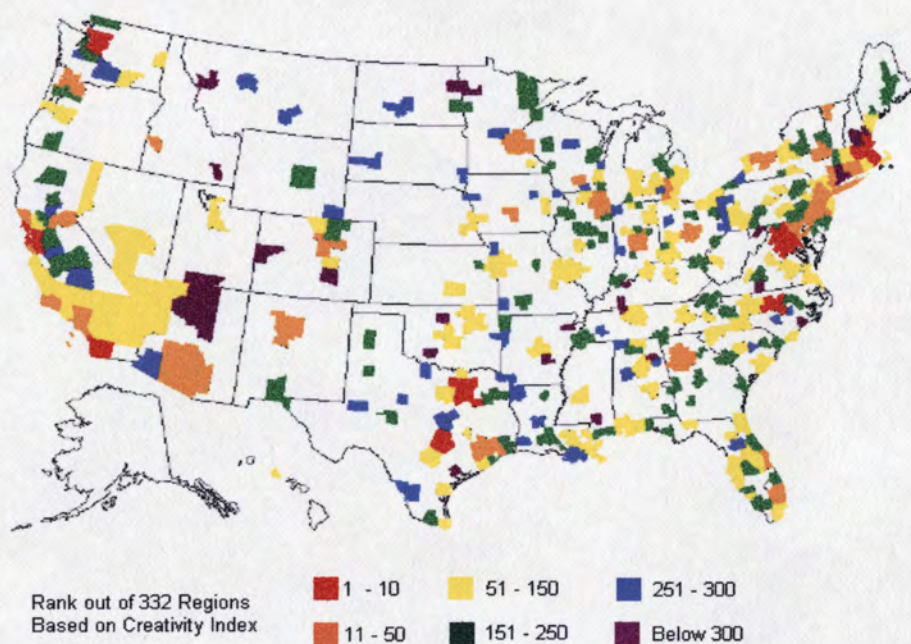 Rank out of 332 Regions
Based on Creativity Index
1 - 10
51 - 150
251 - 300
11 - 50
151 - 250
Below 300